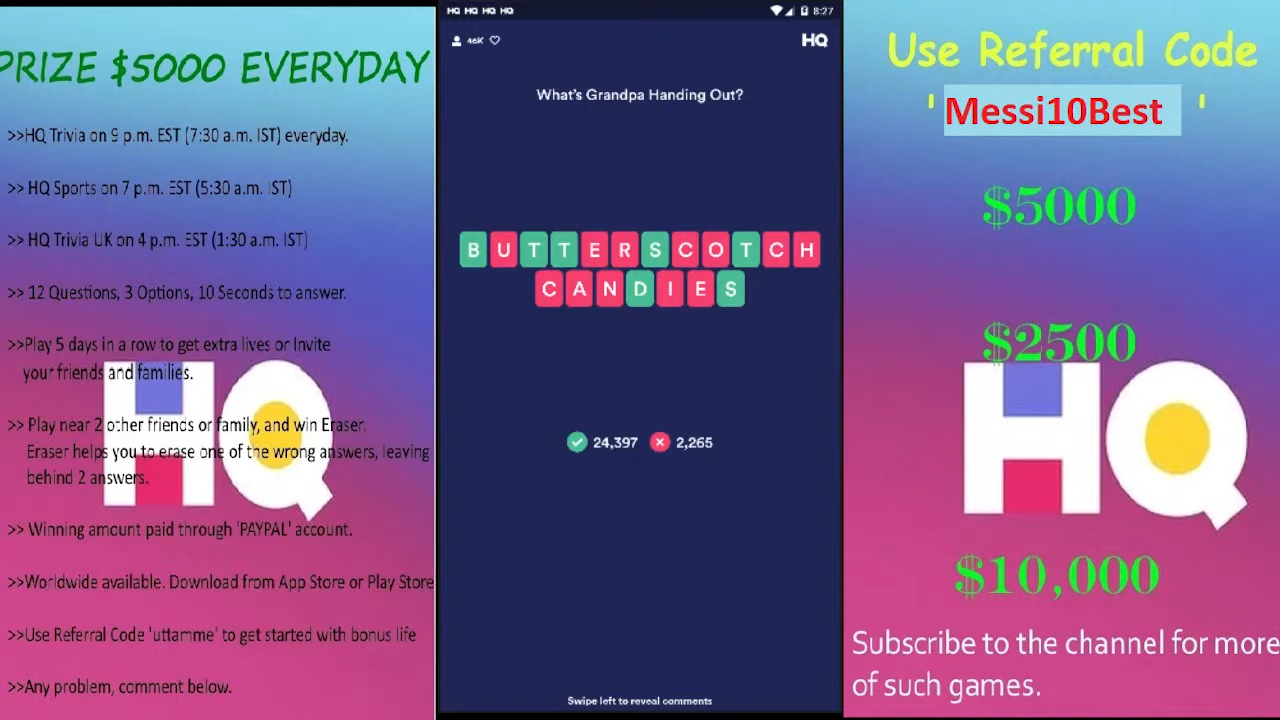 PRIZE $5000 EVERYDAY
>>HQ Trivia on 9 p.m. EST (7:30 a.m. IST) everyday.
>> HQ Sports on 7 p.m. EST (5:30 a.m. IST)
>> HQ Trivia UK on 4 p.m. EST (1:30 a.m. IST)
>> 12 Questions, 3 Options, 10 Seconds to answer.
>>Play 5 days in a row to get extra lives or Invite
your friends and families.
>> Play near 2 other friends or family, and win Eraser.
Eraser helps you to erase one of the wrong answers, leaving
behind 2 answers.
>> Winning amount paid through 'PAYPAL' account.
>>Worldwide available. Download from App Store or Play Store
>>Use Referral Code 'uttamme' to get started with bonus life
>>Any problem, comment below.
HQ
HQ HQ HQ HQ 8:27
46K HQ
What's Grandpa Handing Out?
BUTTERSCOTCH
CANDIES
24,397 2,265
Swipe left to reveal comments
Use Referral Code
' Messi10Best '
$5000
$2500
HQ
$10,000
Subscribe to the channel for more
of such games.